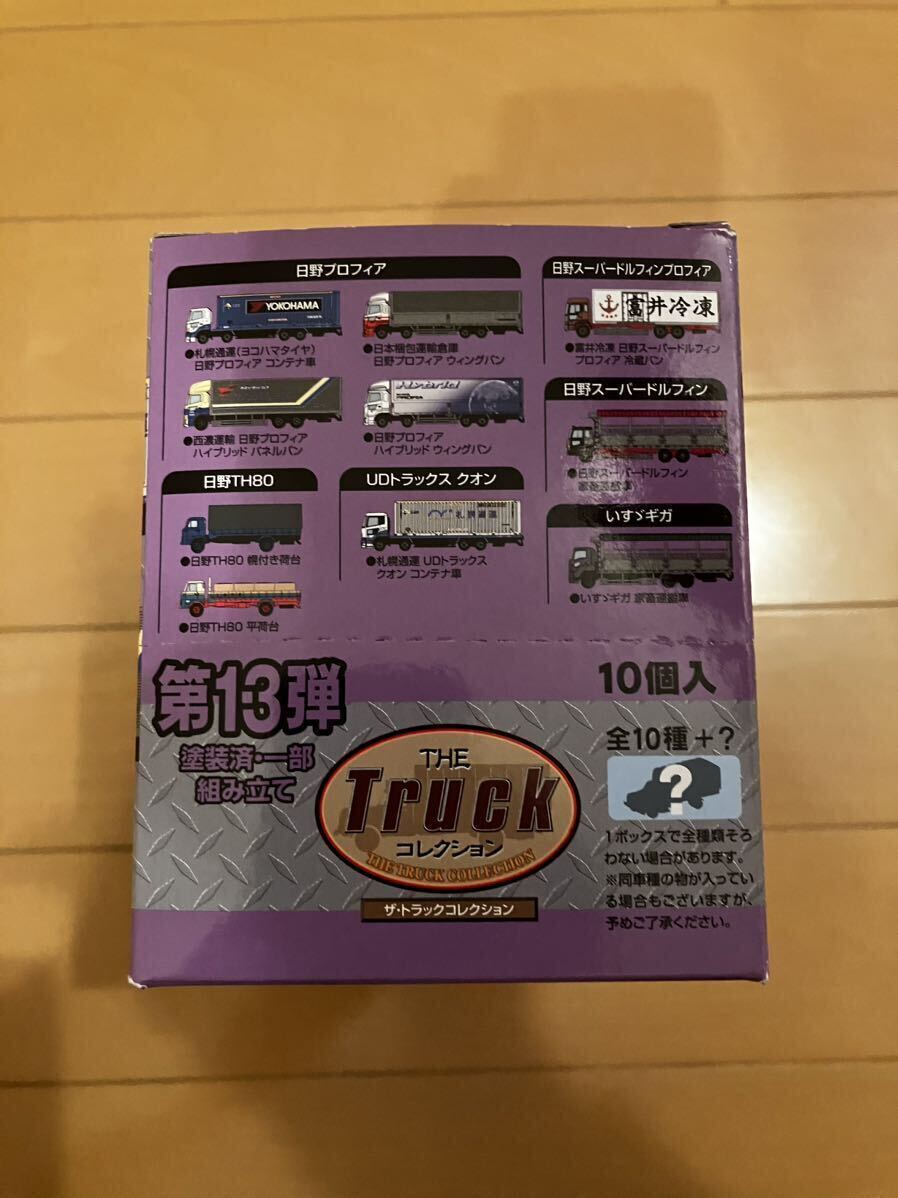 日野プロフィア
YOKOHAMA
●札幌通運(ヨコハマタイヤ)
日野プロフィア コンテナ車
●日本梱包運輸倉庫
日野プロフィア ウィングバン
●西濃運輸 日野プロフィア
ハイブリッド パネルバン
Hybrid
PROFIA
●日野プロフィア
ハイブリッド ウィングバン
日野スーパードルフィンプロフィア
富井冷凍
●富井冷凍 日野スーパードルフィン
プロフィア 冷蔵バン
日野スーパードルフィン
●日野スーパードルフィン
家畜運搬車
日野TH80
●日野TH80 幌付き荷台
●日野TH80 平荷台
UDトラックス クオン
札幌通運
●札幌通運 UDトラックス
クオン コンテナ車
いすゞギガ
●いすゞギガ 家畜運搬車
第13弾
塗装済・一部
組み立て
THE
Truck
コレクション
THE TRUCK COLLECTION
ザ・トラックコレクション
10個入
全10種+?
?
1ボックスで全種類そろ
わない場合があります。
※同車種の物が入ってい
る場合もございますが、
予めご了承ください。